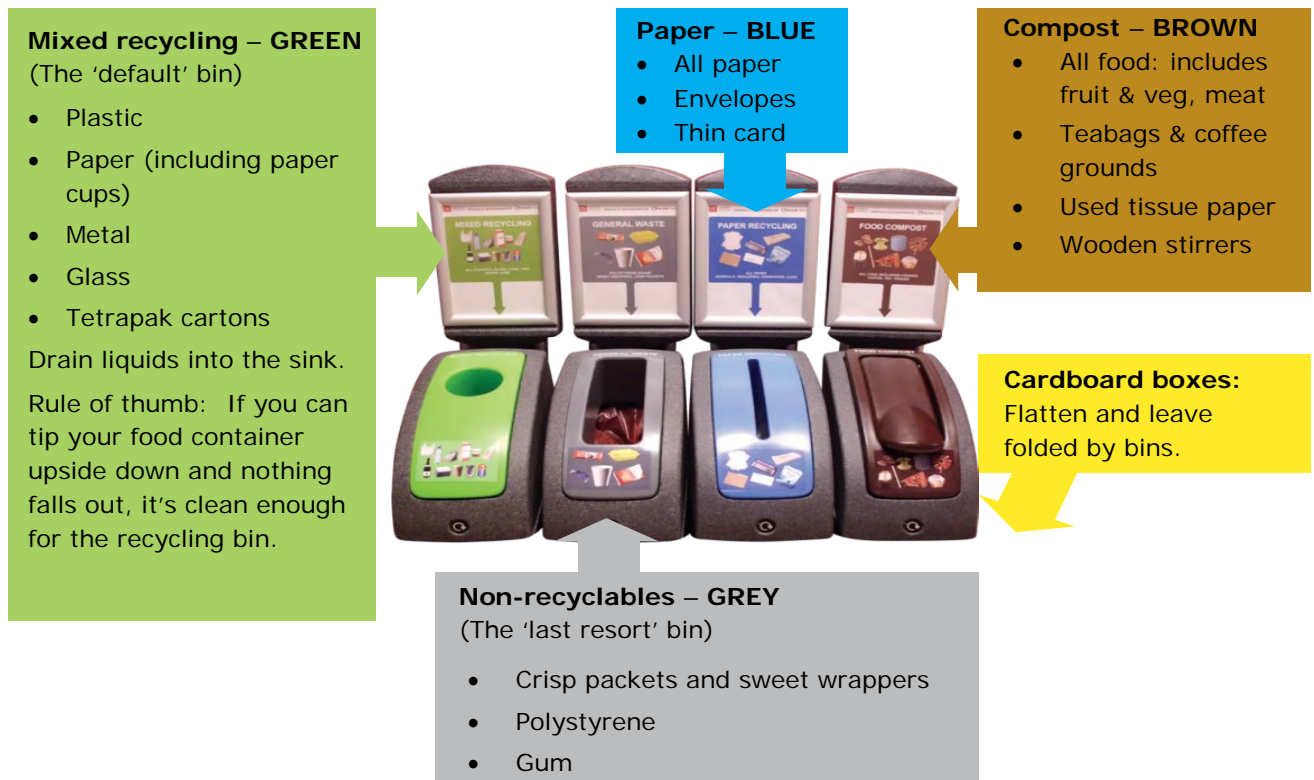 Mixed recycling – GREEN
(The ‘default’ bin)
• Plastic
• Paper (including paper
cups)
• Metal
• Glass
• Tetrapak cartons
Drain liquids into the sink.
Rule of thumb: If you can
tip your food container
upside down and nothing
falls out, it's clean enough
for the recycling bin.
Paper – BLUE
• All paper
• Envelopes
• Thin card
Compost – BROWN
• All food: includes
fruit & veg, meat
• Teabags & coffee
grounds
• Used tissue paper
• Wooden stirrers
MIXED RECYCLING
GENERAL WASTE
PAPER RECYCLING
FOOD COMPOST
Cardboard boxes:
Flatten and leave
folded by bins.
Non-recyclables – GREY
(The ‘last resort’ bin)
• Crisp packets and sweet wrappers
• Polystyrene
• Gum